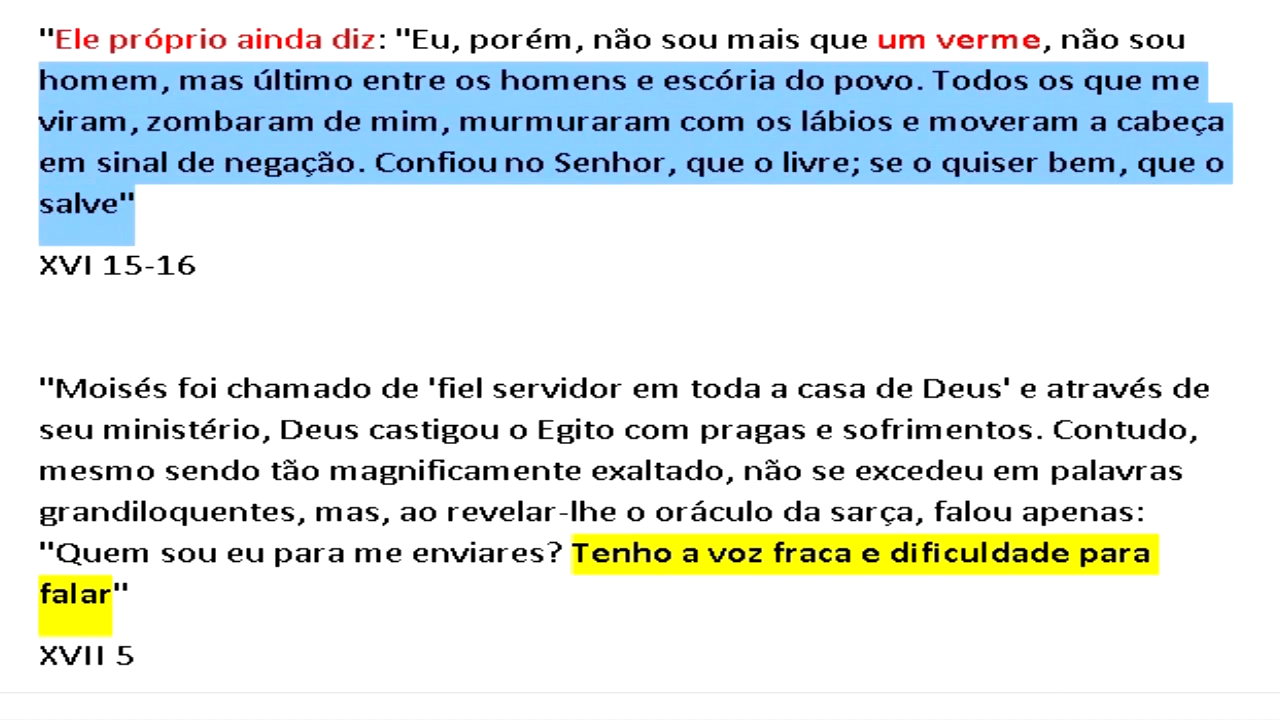 "Ele próprio ainda diz: "Eu, porém, não sou mais que um verme, não sou
homem, mas último entre os homens e escória do povo. Todos os que me
viram, zombaram de mim, murmuraram com os lábios e moveram a cabeça
em sinal de negação. Confiou no Senhor, que o livre; se o quiser bem, que o
salve"
XVI 15-16
"Moisés foi chamado de 'fiel servidor em toda a casa de Deus' e através de
seu ministério, Deus castigou o Egito com pragas e sofrimentos. Contudo,
mesmo sendo tão magnificamente exaltado, não se excedeu em palavras
grandiloquentes, mas, ao revelar-lhe o oráculo da sarça, falou apenas:
"Quem sou eu para me enviares? Tenho a voz fraca e dificuldade para
falar"
XVII 5